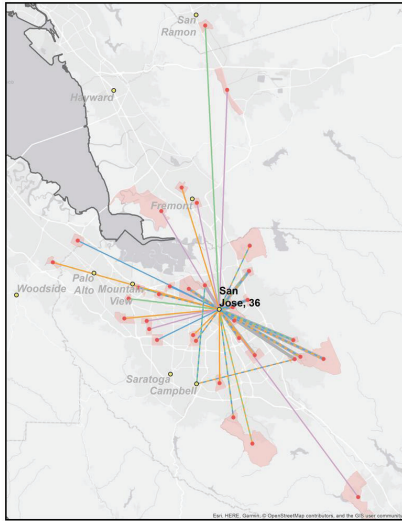 San
Ramon
Hayward
Fremont
San
Jose, 36
Palo
Alto
Mountain
View
Woodside
Saratoga
Campbell
Esri, HERE, Garmin, © OpenStreetMap contributors, and the GIS user community